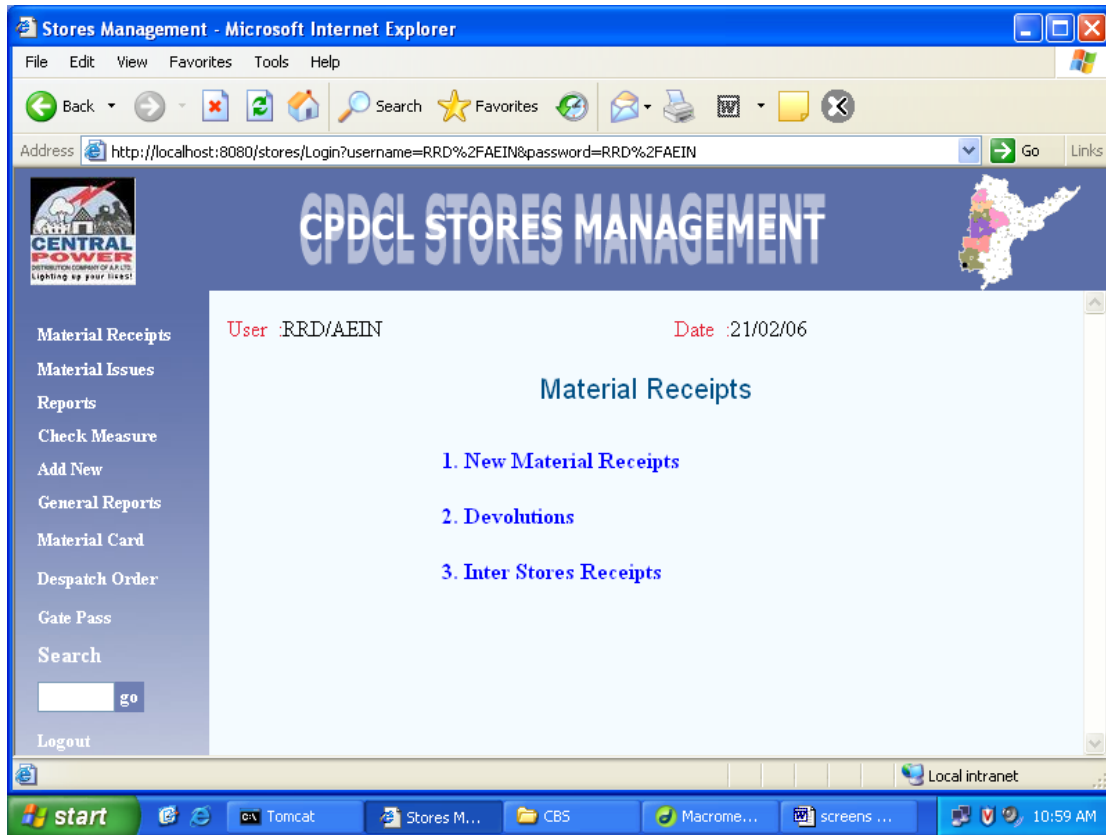 Stores Management - Microsoft Internet Explorer
File Edit View Favorites Tools Help
Back Search Favorites
Address http://localhost:8080/stores/Login?username=RRD%2FAEIN&password=RRD%2FAEIN Go Links
CENTRAL
POWER
DISTRIBUTION COMPANY OF A.P. LTD.
Lighting up your lives!
CPDCL STORES MANAGEMENT
Material Receipts
Material Issues
Reports
Check Measure
Add New
General Reports
Material Card
Despatch Order
Gate Pass
Search
go
Logout
User :RRD/AEIN Date :21/02/06
Material Receipts
1. New Material Receipts
2. Devolutions
3. Inter Stores Receipts
Local intranet
start Tomcat Stores M... CBS Macrome... screens ... 10:59 AM